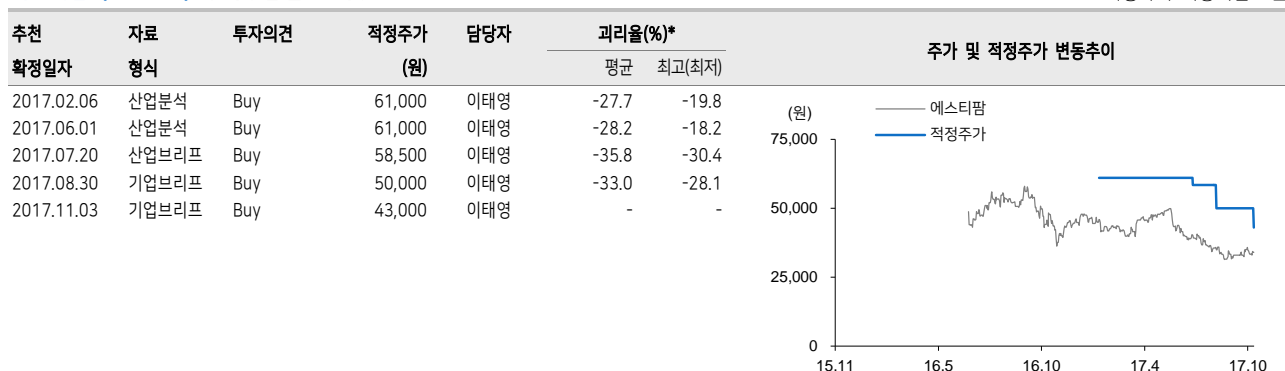 추천 자료 투자의견 적정주가 담당자 괴리율(%)* 주가 및 적정주가 변동추이
확정일자 형식 (원) 평균 최고(최저)
2017.02.06 산업분석 Buy 61,000 이태영 -27.7 -19.8
2017.06.01 산업분석 Buy 61,000 이태영 -28.2 -18.2
2017.07.20 산업브리프 Buy 58,500 이태영 -35.8 -30.4
2017.08.30 기업브리프 Buy 50,000 이태영 -33.0 -28.1
2017.11.03 기업브리프 Buy 43,000 이태영 - -
(원)
에스티팜
적정주가
75,000
50,000
25,000
0
15.11 16.5 16.10 17.4 17.10